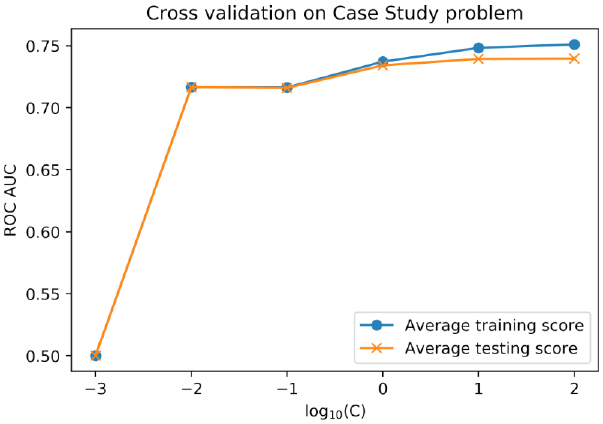 Cross validation on Case Study problem
ROC AUC
0.75
0.70
0.65
0.60
0.55
0.50
Average training score
Average testing score
−3 −2 −1 0 1 2
log10(C)